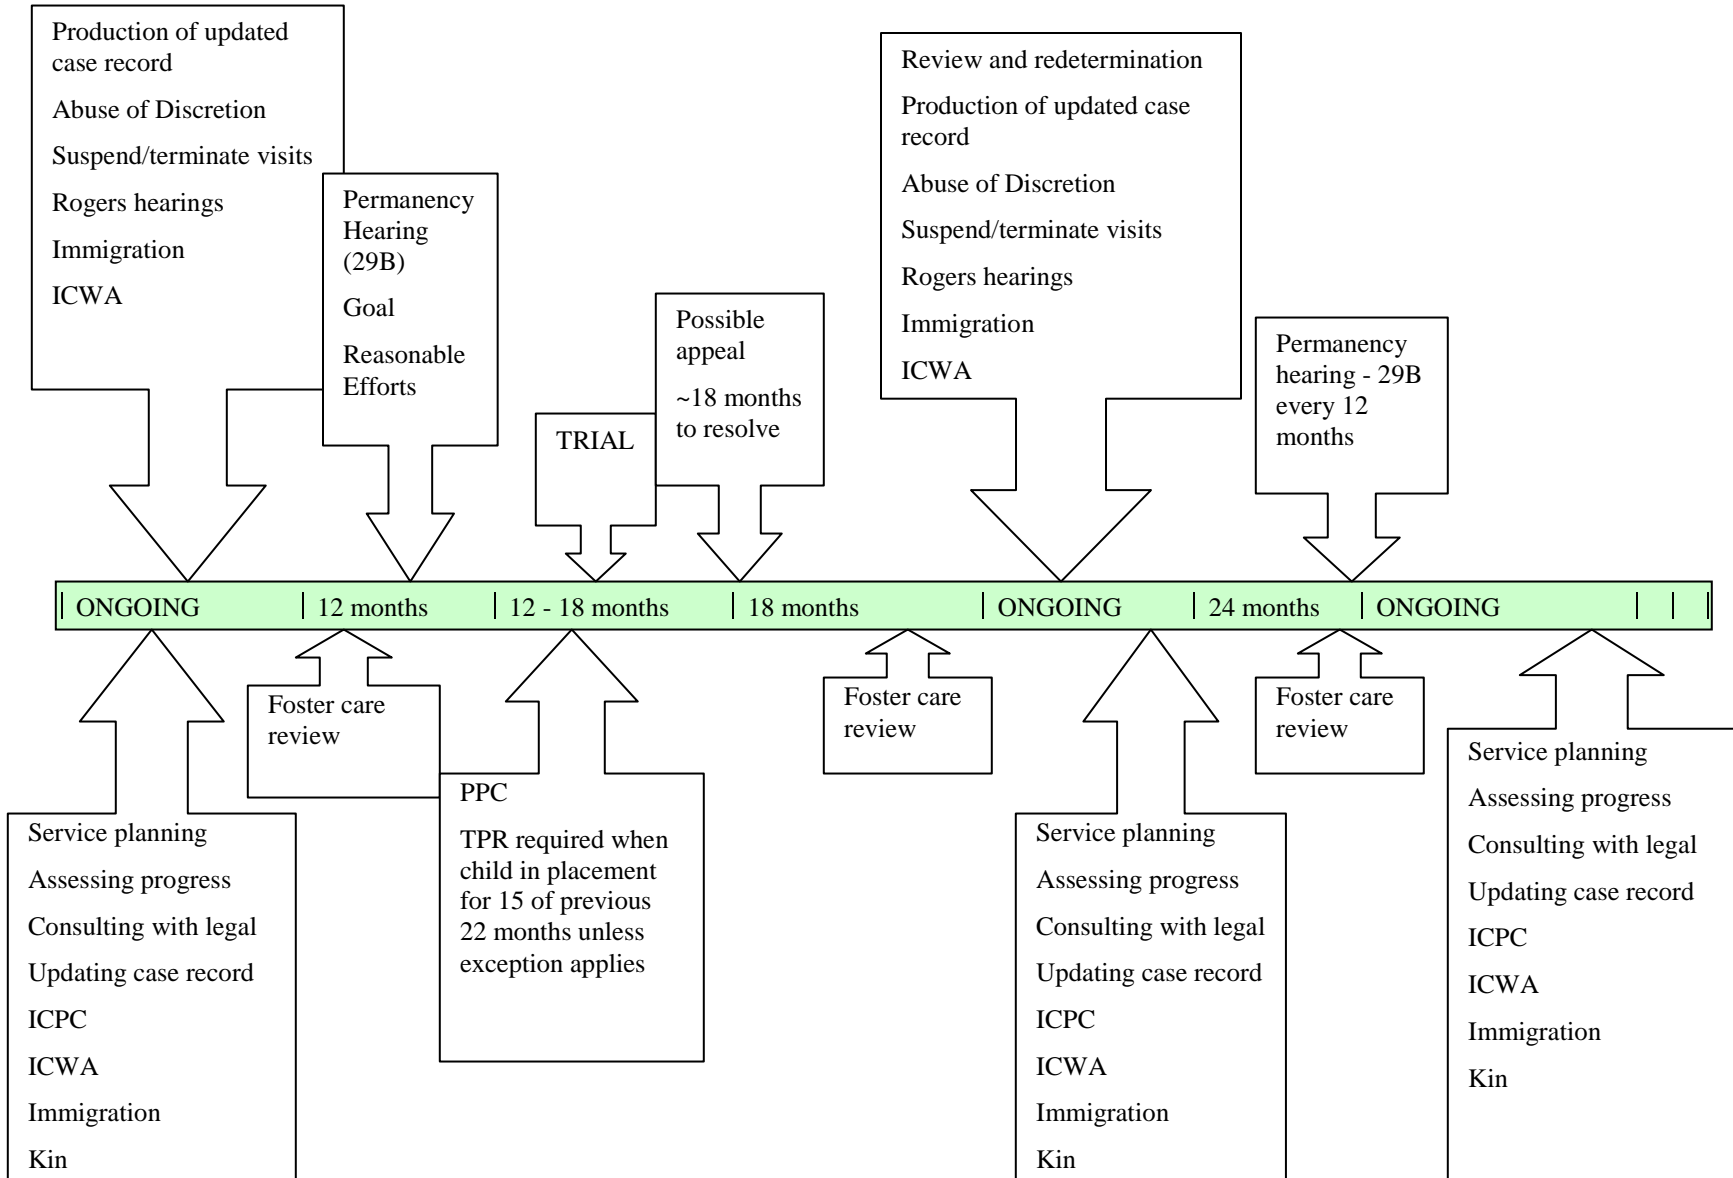 Production of updated
case record
Abuse of Discretion
Suspend/terminate visits
Rogers hearings
Immigration
ICWA
Permanency
Hearing
(29B)
Goal
Reasonable
Efforts
TRIAL
Possible
appeal
~18 months
to resolve
Review and redetermination
Production of updated case
record
Abuse of Discretion
Suspend/terminate visits
Rogers hearings
Immigration
ICWA
Permanency
hearing - 29B
every 12
months
ONGOING
12 months
12 - 18 months
18 months
ONGOING
24 months
ONGOING
Service planning
Assessing progress
Consulting with legal
Updating case record
ICPC
ICWA
Immigration
Kin
Foster care
review
PPC
TPR required when
child in placement
for 15 of previous
22 months unless
exception applies
Foster care
review
Service planning
Assessing progress
Consulting with legal
Updating case record
ICPC
ICWA
Immigration
Kin
Foster care
review
Service planning
Assessing progress
Consulting with legal
Updating case record
ICPC
ICWA
Immigration
Kin